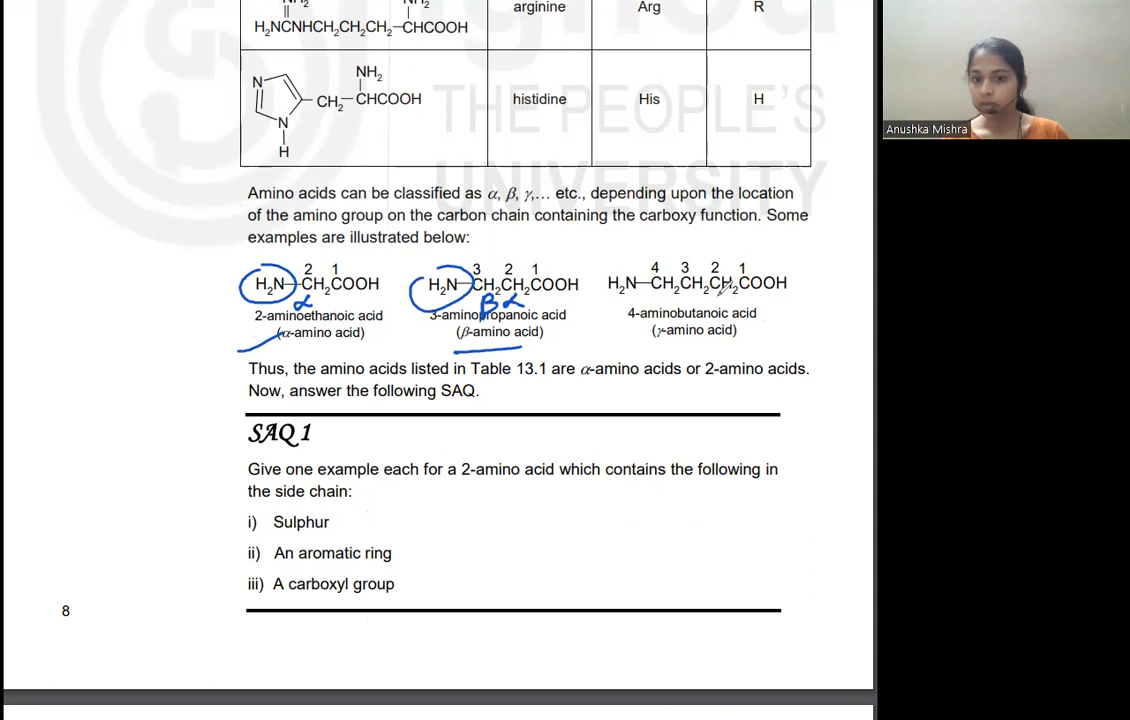 arginine Arg R
H2NCNHCH2CH2CH2–CHCOOH
NH2
N
CH2–CHCOOH histidine His H
N
H
THE PEOPLE'S
UNIVERSITY
Amino acids can be classified as α, β, γ,... etc., depending upon the location
of the amino group on the carbon chain containing the carboxy function. Some
examples are illustrated below:
2 1 3 2 1 4 3 2 1
H2N–CH2COOH H2N–CH2CH2COOH H2N–CH2CH2CH2COOH
α β α
2-aminoethanoic acid 3-aminopropanoic acid 4-aminobutanoic acid
(α-amino acid) (β-amino acid) (γ-amino acid)
Thus, the amino acids listed in Table 13.1 are α-amino acids or 2-amino acids.
Now, answer the following SAQ.
SAQ 1
Give one example each for a 2-amino acid which contains the following in
the side chain:
i) Sulphur
ii) An aromatic ring
iii) A carboxyl group
8
Anushka Mishra